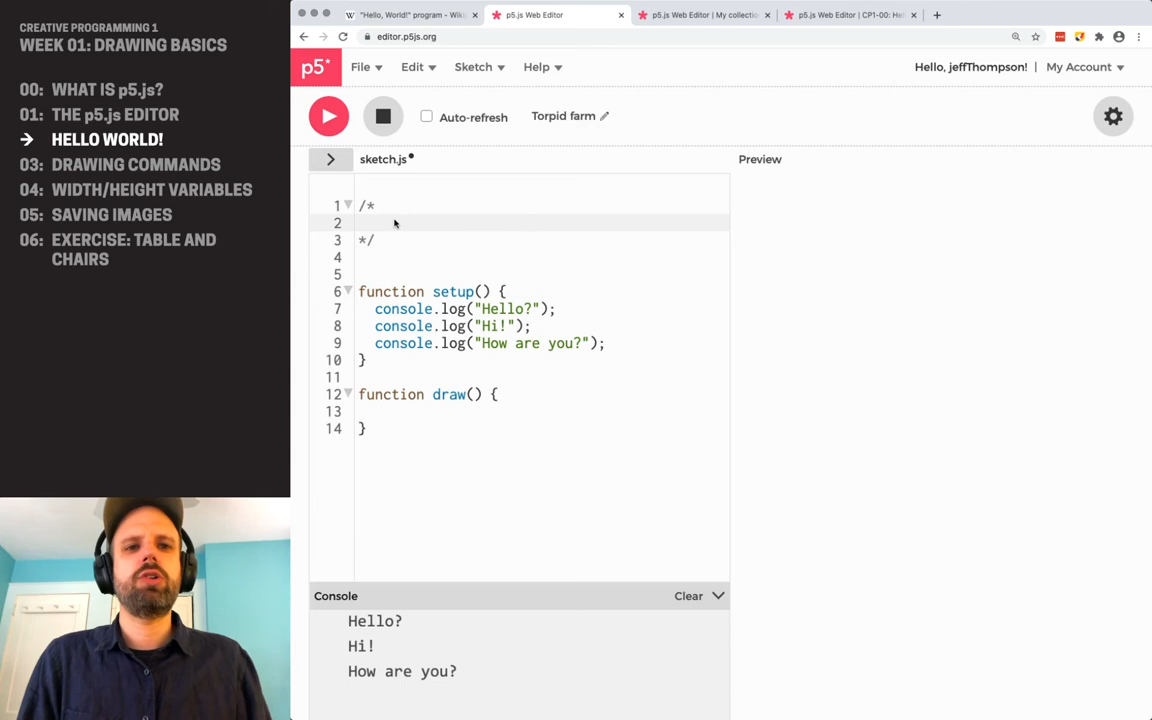 CREATIVE PROGRAMMING 1
WEEK 01: DRAWING BASICS
00: WHAT IS p5.js?
01: THE p5.js EDITOR
→ HELLO WORLD!
03: DRAWING COMMANDS
04: WIDTH/HEIGHT VARIABLES
05: SAVING IMAGES
06: EXERCISE: TABLE AND
CHAIRS
W "Hello, World!" program - Wiki
p5.js Web Editor
p5.js Web Editor | My collectio
p5.js Web Editor | CP1-00: Hel
editor.p5js.org
p5*
File
Edit
Sketch
Help
Hello, jeffThompson!
My Account
Auto-refresh
Torpid farm
sketch.js
Preview
1 /*
2
3 */
4
5
6 function setup() {
7 console.log("Hello?");
8 console.log("Hi!");
9 console.log("How are you?");
10 }
11
12 function draw() {
13
14 }
Console
Clear
Hello?
Hi!
How are you?